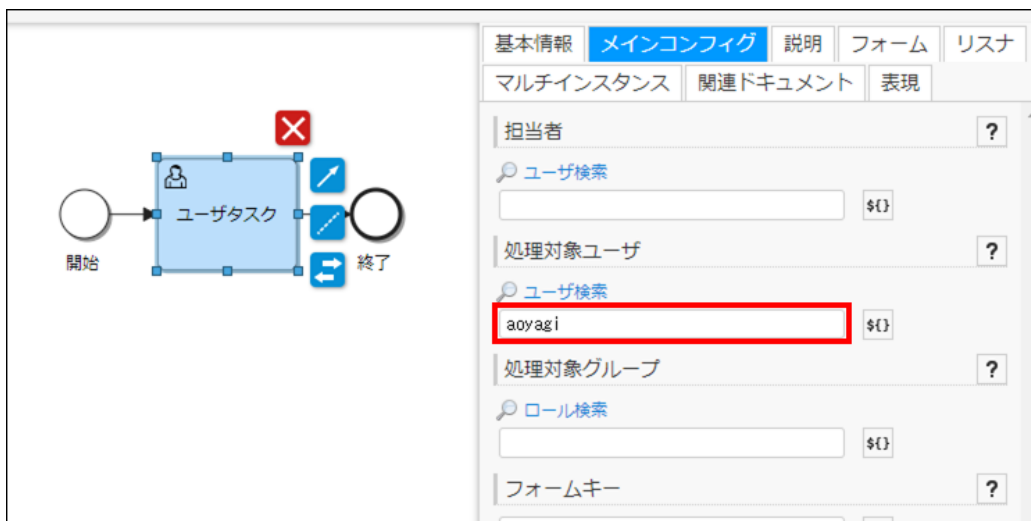 基本情報 メインコンフィグ 説明 フォーム リスナ
マルチインスタンス 関連ドキュメント 表現
担当者 ?
ユーザ検索
${}
処理対象ユーザ ?
ユーザ検索
aoyagi ${}
処理対象グループ ?
ロール検索
${}
フォームキー ?
ユーザタスク
開始
終了